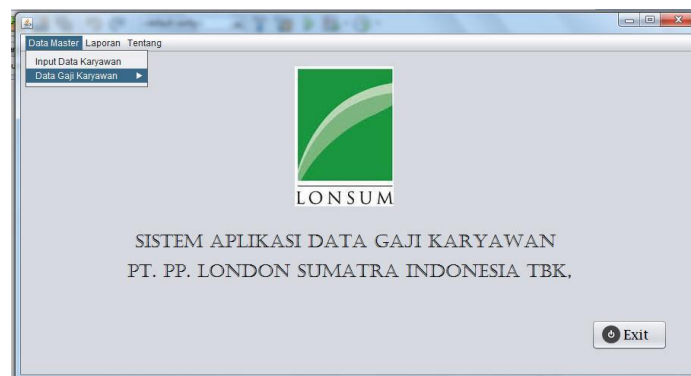 Data Master Laporan Tentang
Input Data Karyawan
Data Gaji Karyawan
LONSUM
SISTEM APLIKASI DATA GAJI KARYAWAN
PT. PP. LONDON SUMATRA INDONESIA TBK,
Exit